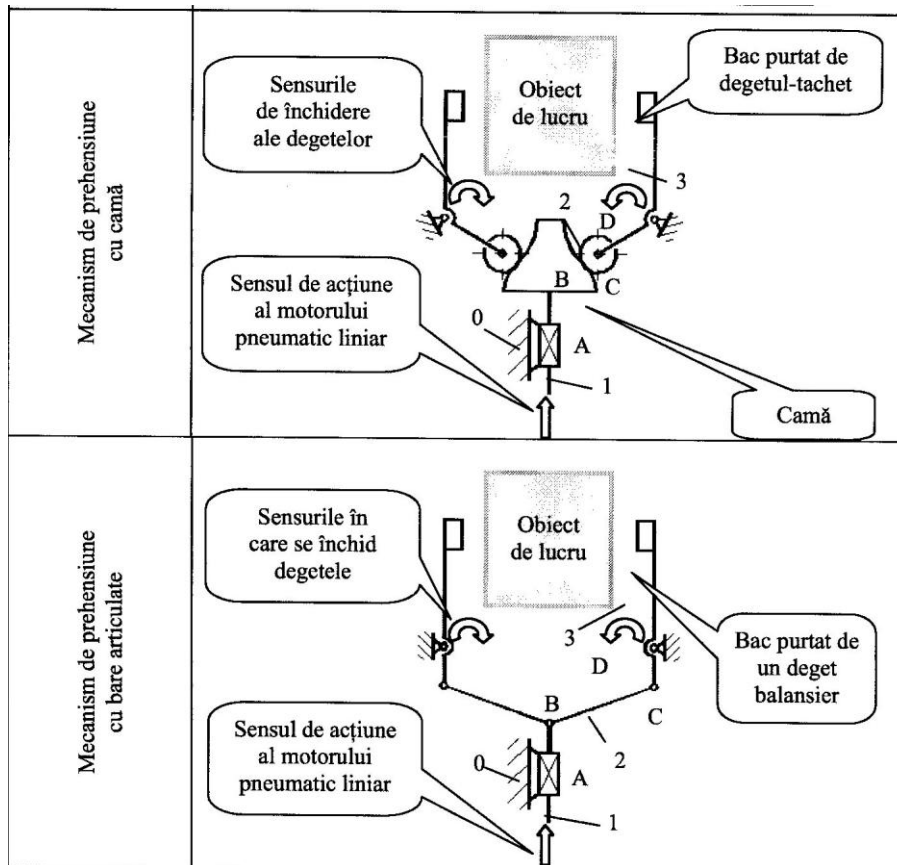 Mecanism de prehensiune
cu camă
Sensurile
de închidere
ale degetelor
Obiect
de lucru
Bac purtat de
degetul-tachet
3
2
D
B
C
Sensul de acțiune
al motorului
pneumatic liniar
0
A
1
Camă
Mecanism de prehensiune
cu bare articulate
Sensurile în
care se închid
degetele
Obiect
de lucru
3
D
Bac purtat de
un deget
balansier
B
C
2
Sensul de acțiune
al motorului
pneumatic liniar
0
A
1